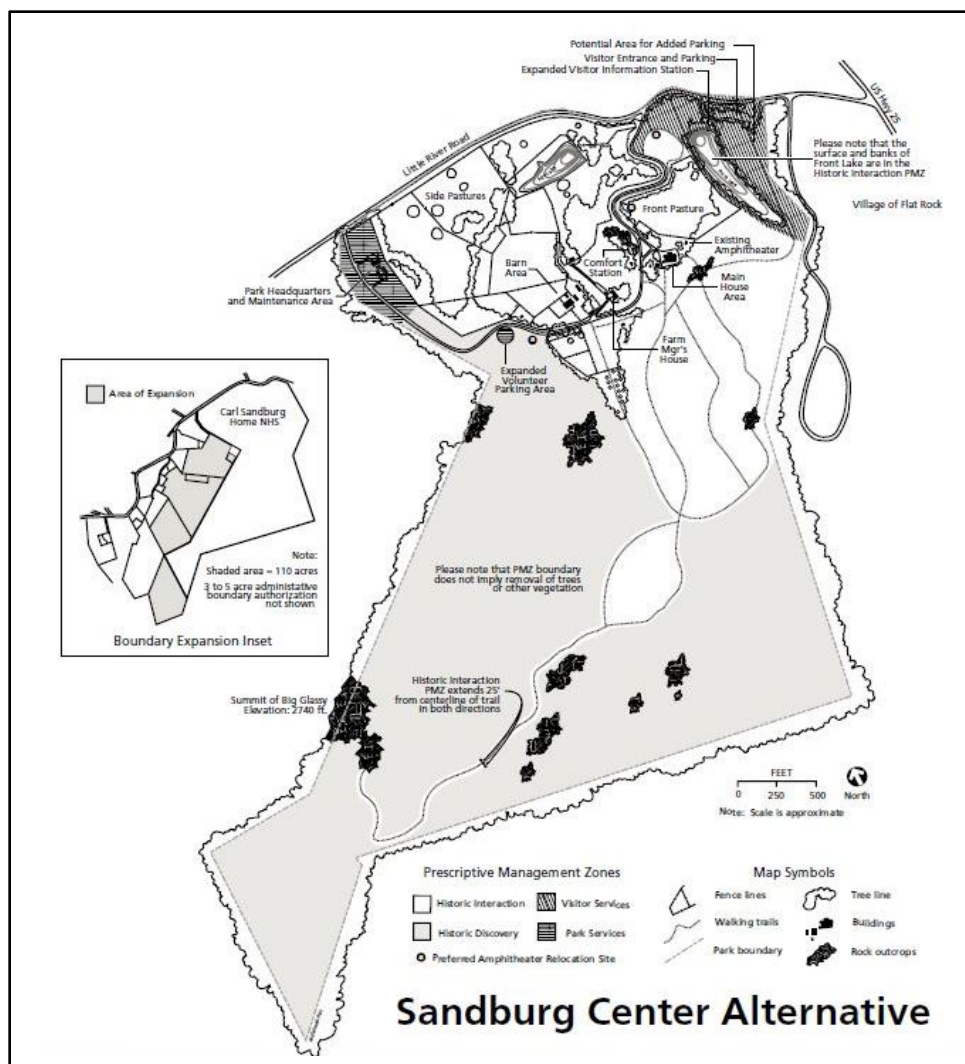 Potential Area for Added Parking
Visitor Entrance and Parking
Expanded Visitor Information Station
US Hwy 25
Little River Road
Please note that the
surface and banks of
Front Lake are in the
Historic Interaction PMZ
Side Pastures
Village of Flat Rock
Front Pasture
Existing
Amphitheater
Barn
Area
Comfort
Station
Main
House
Area
Park Headquarters
and Maintenance Area
Farm
Mgr's
House
Expanded
Volunteer
Parking Area
Area of Expansion
Carl Sandburg
Home NHS
Note:
Shaded area = 110 acres
3 to 5 acre administative
boundary authorization
not shown
Boundary Expansion Inset
Please note that PMZ boundary
does not imply removal of trees
or other vegetation
Historic Interaction
PMZ extends 25'
from centerline of trail
in both directions
Summit of Big Glassy
Elevation: 2740 ft.
FEET
0 250 500
North
Note: Scale is approximate
Prescriptive Management Zones
Historic Interaction
Visitor Services
Historic Discovery
Park Services
Preferred Amphitheater Relocation Site
Map Symbols
Fence lines
Tree line
Walking trails
Buildings
Park boundary
Rock outcrops
Sandburg Center Alternative